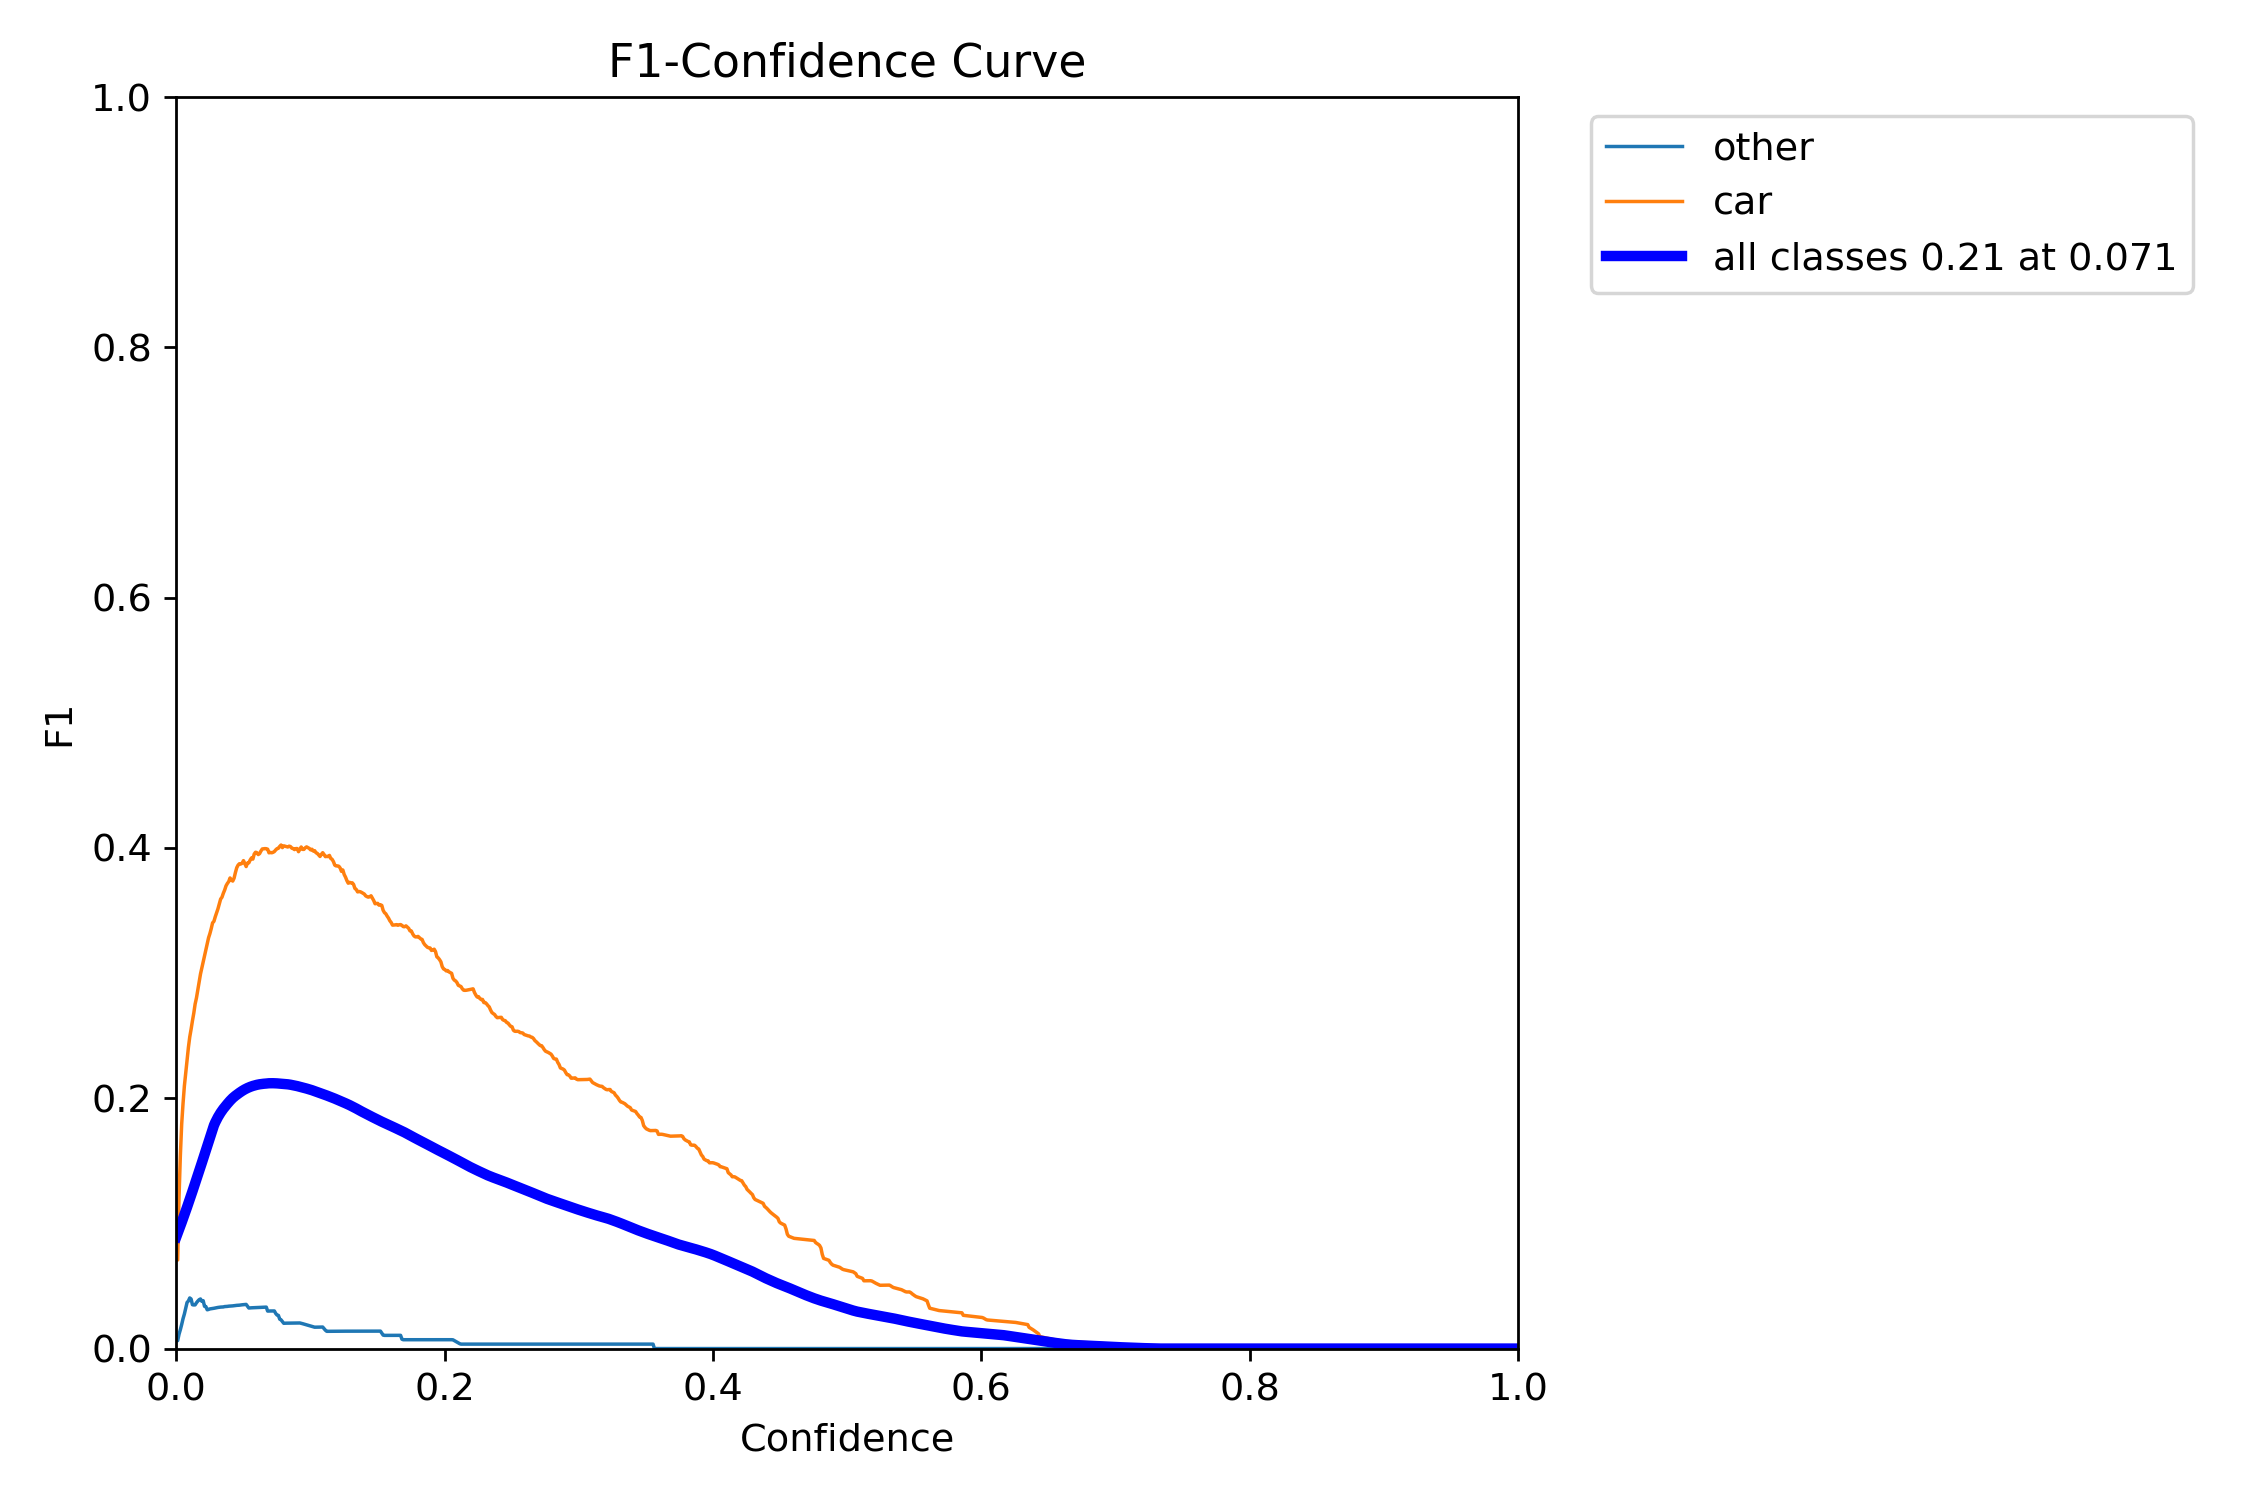 F1-Confidence Curve
1.0
0.8
0.6
0.4
0.2
0.0
F1
0.0 0.2 0.4 0.6 0.8 1.0
Confidence
other
car
all classes 0.21 at 0.071